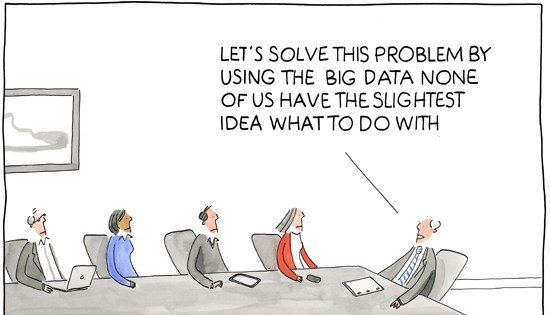 LET'S SOLVE THIS PROBLEM BY
USING THE BIG DATA NONE
OF US HAVE THE SLIGHTEST
IDEA WHAT TO DO WITH